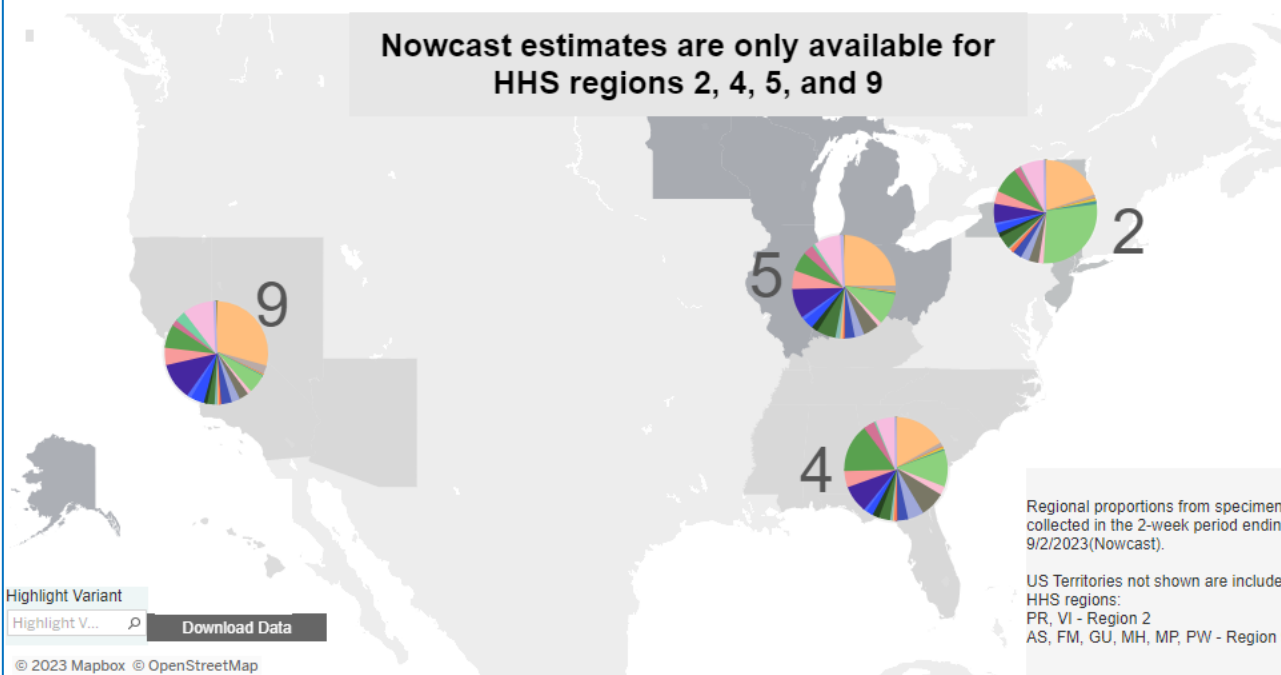 Nowcast estimates are only available for
HHS regions 2, 4, 5, and 9
2
5
9
4
Regional proportions from specimen
collected in the 2-week period endin
9/2/2023(Nowcast).
US Territories not shown are include
HHS regions:
PR, VI - Region 2
AS, FM, GU, MH, MP, PW - Region
Highlight Variant
Highlight V...
Download Data
© 2023 Mapbox © OpenStreetMap